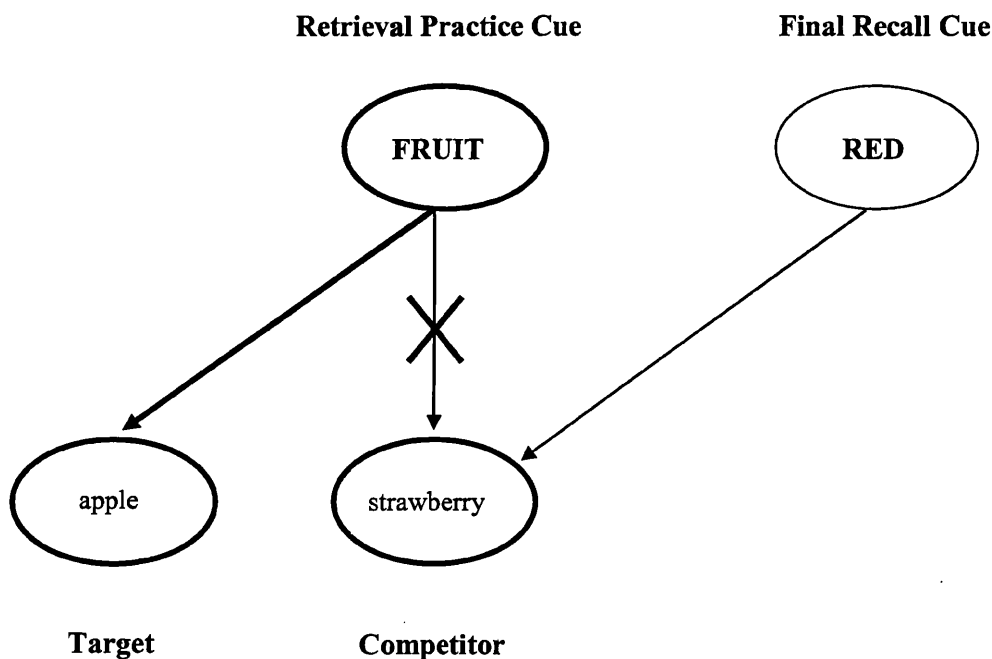 Retrieval Practice Cue
Final Recall Cue
FRUIT
RED
apple
strawberry
Target
Competitor